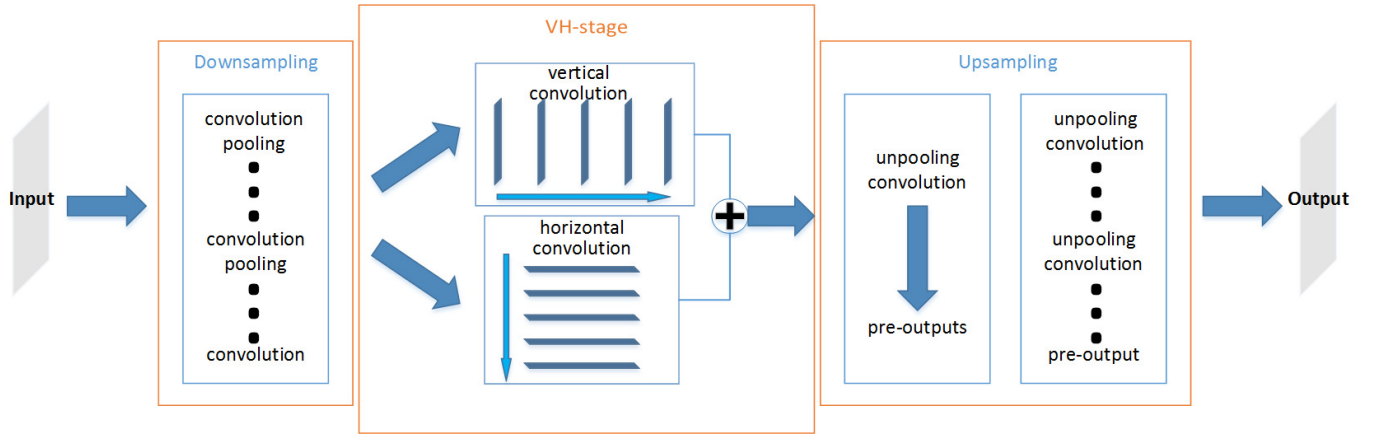 Input
Downsampling
convolution
pooling
convolution
pooling
convolution
VH-stage
vertical
convolution
horizontal
convolution
Upsampling
unpooling
convolution
pre-outputs
unpooling
convolution
unpooling
convolution
pre-output
Output